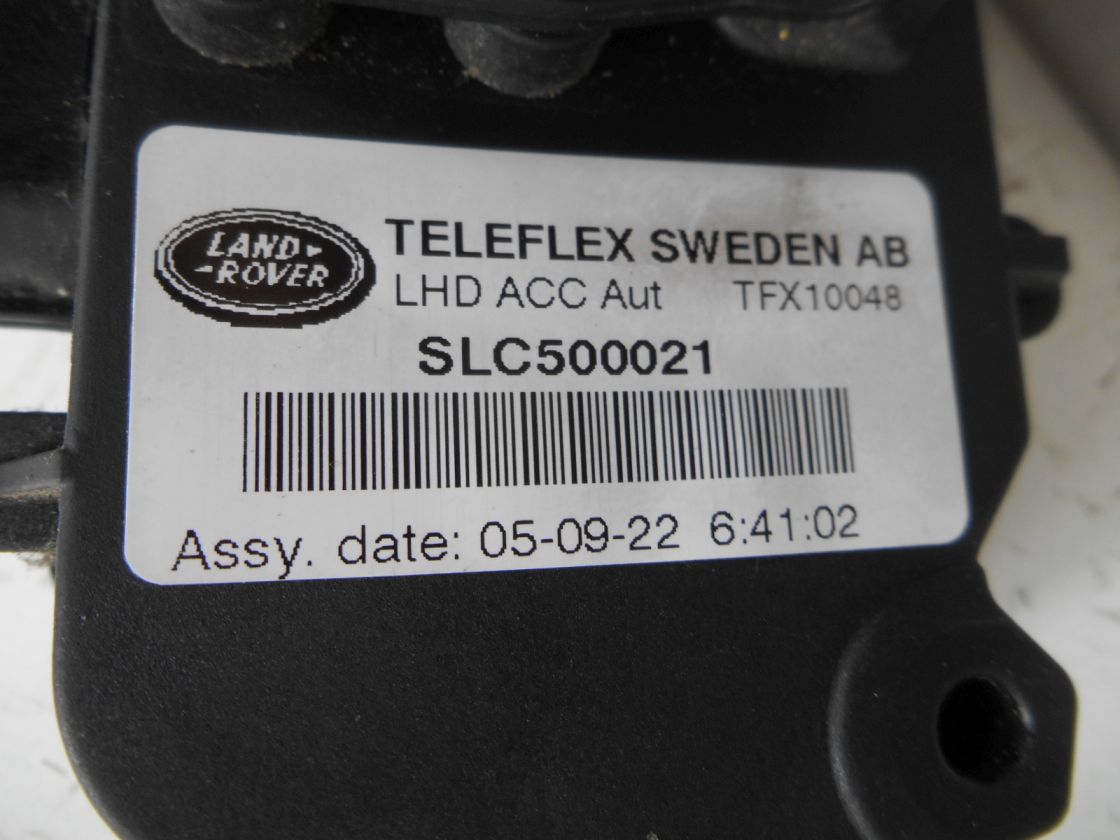 LAND
-ROVER
TELEFLEX SWEDEN AB
LHD ACC Aut TFX10048
SLC500021
Assy. date: 05-09-22 6:41:02